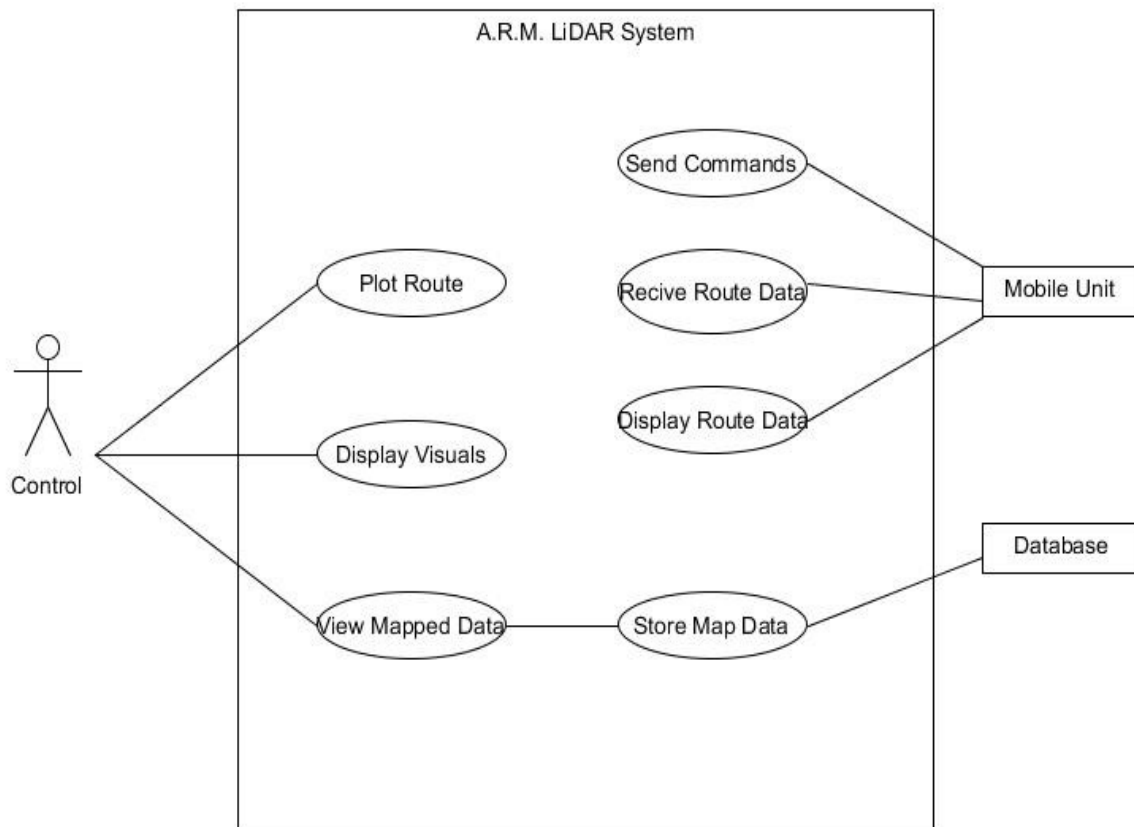 A.R.M. LiDAR System
Send Commands
Plot Route
Recive Route Data
Mobile Unit
Display Route Data
Display Visuals
Control
Database
View Mapped Data
Store Map Data